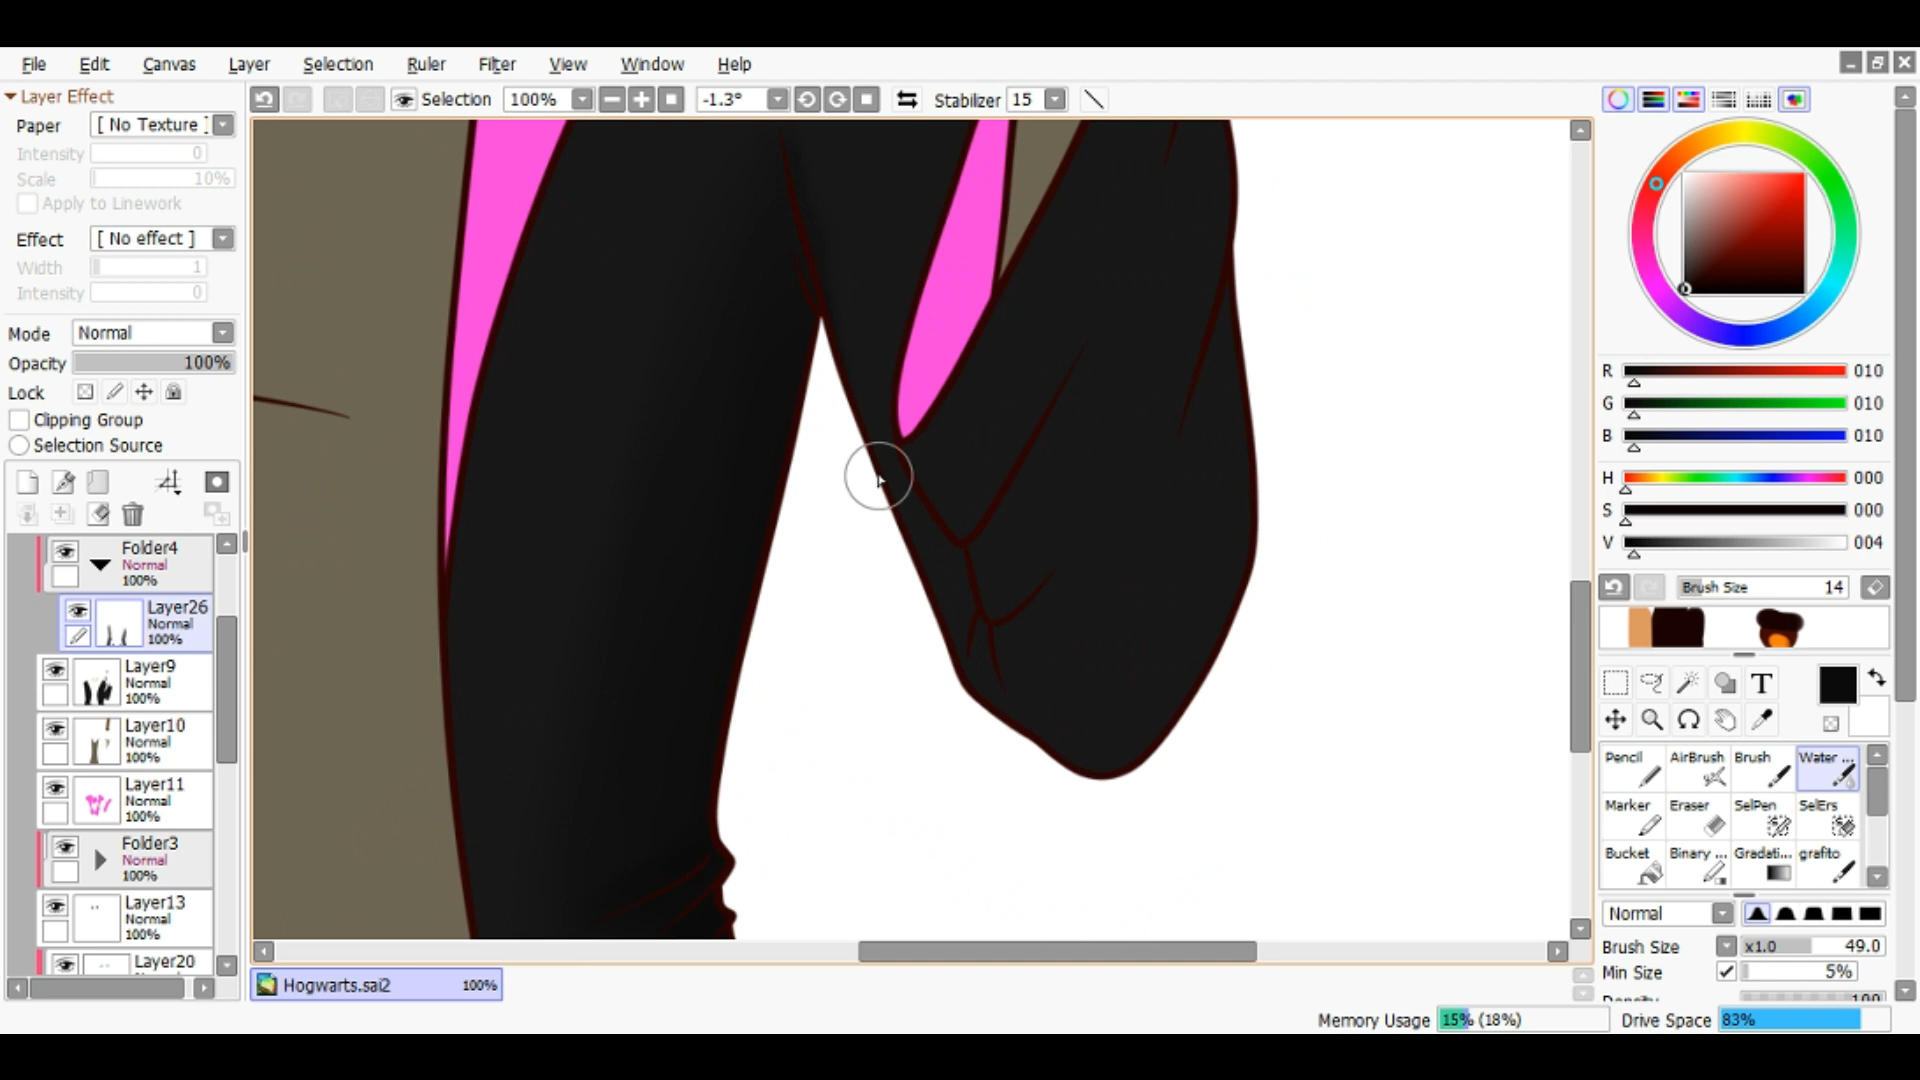 File Edit Canvas Layer Selection Ruler Filter View Window Help
Layer Effect
Paper [ No Texture ]
Intensity 0
Scale 10%
Apply to Linework
Effect [ No effect ]
Width 1
Intensity 0
Mode Normal
Opacity 100%
Lock
Clipping Group
Selection Source
Folder4
Normal
100%
Layer26
Normal
100%
Layer9
Normal
100%
Layer10
Normal
100%
Layer11
Normal
100%
Folder3
Normal
100%
Layer13
Normal
100%
Layer20
Selection 100% -1.3° Stabilizer 15
Hogwarts.sai2 100%
R 010
G 010
B 010
H 000
S 000
V 004
Brush Size 14
T
Pencil AirBrush Brush Water ...
Marker Eraser SelPen SelErs
Bucket Binary ... Gradati... grafito
Normal
Brush Size x1.0 49.0
Min Size 5%
Density 100
Memory Usage 15% (18%) Drive Space 83%